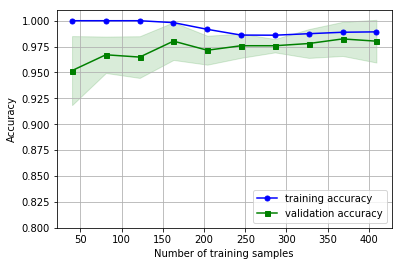 1.000
0.975
0.950
0.925
0.900
0.875
0.850
0.825
0.800
Accuracy
training accuracy
validation accuracy
50 100 150 200 250 300 350 400
Number of training samples